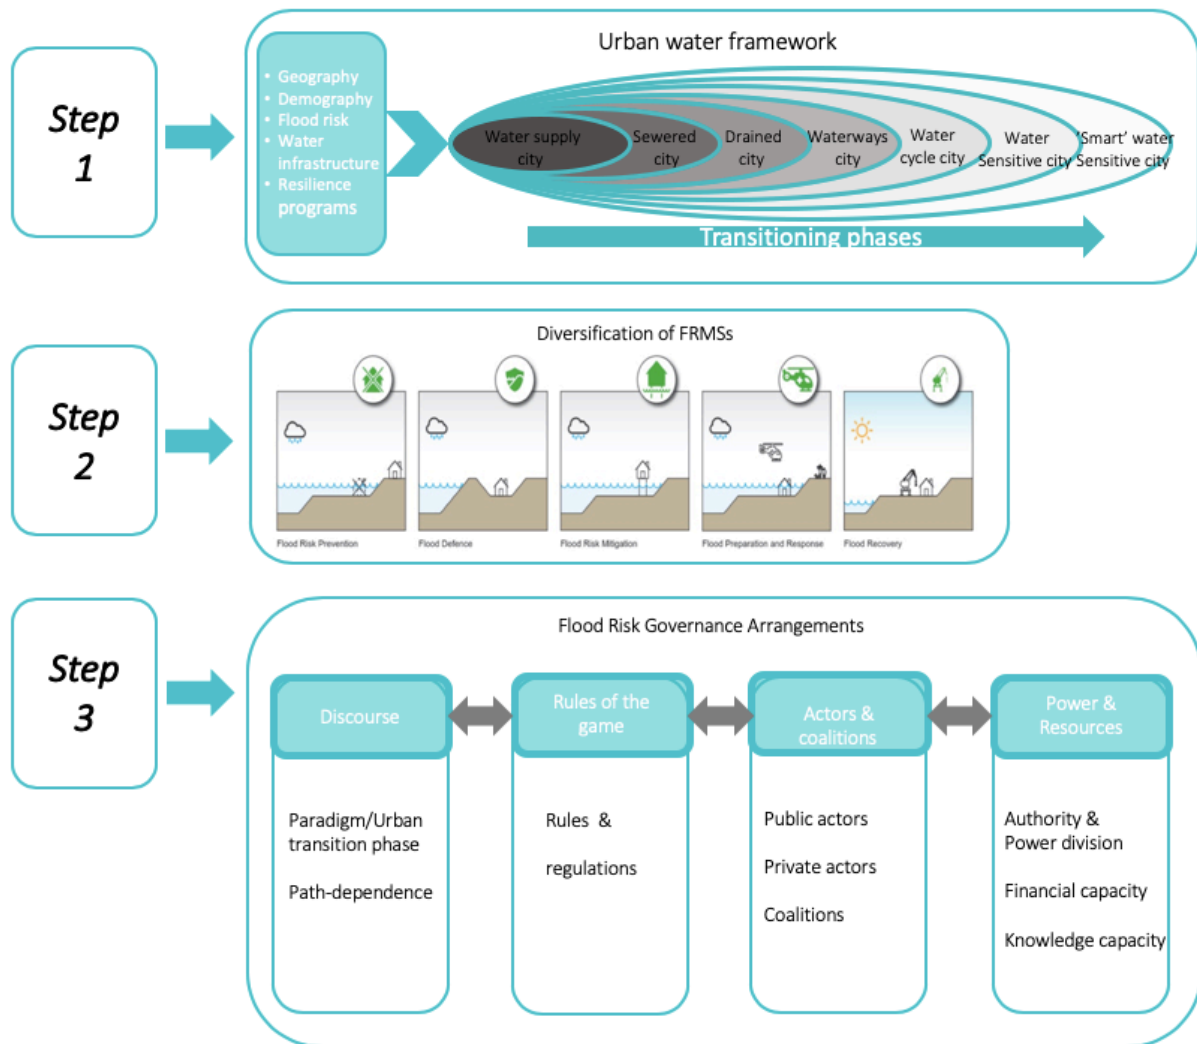 Step
1
Urban water framework
• Geography
• Demography
• Flood risk
• Water
infrastructure
• Resilience
programs
Water supply
city
Sewered
city
Drained
city
Waterways
city
Water
cycle city
Water
Sensitive city
'Smart' water
Sensitive city
Transitioning phases
Step
2
Diversification of FRMSs
Flood Risk Prevention
Flood Defence
Flood Risk Mitigation
Flood Preparation and Response
Flood Recovery
Step
3
Flood Risk Governance Arrangements
Discourse
Rules of the
game
Actors &
coalitions
Power &
Resources
Paradigm/Urban
transition phase
Path-dependence
Rules &
regulations
Public actors
Private actors
Coalitions
Authority &
Power division
Financial capacity
Knowledge capacity